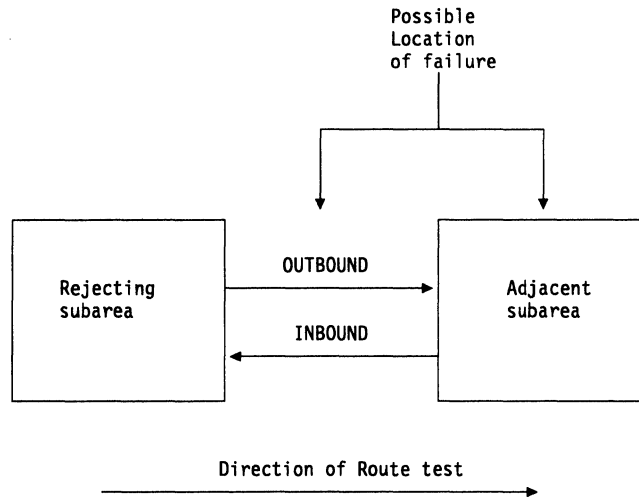 Possible
Location
of failure
OUTBOUND
Rejecting
subarea
Adjacent
subarea
INBOUND
Direction of Route test